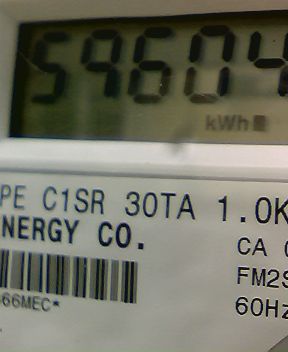 59604
kWh
PE C1SR 30TA 1.0K
NERGY CO.
CA
FM2S
66MEC*
60Hz